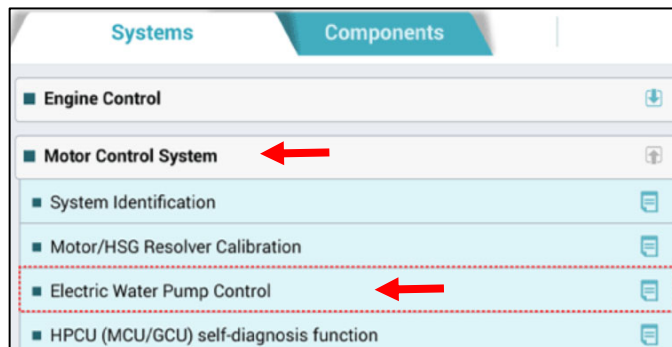 Systems
Components
Engine Control
Motor Control System
System Identification
Motor/HSG Resolver Calibration
Electric Water Pump Control
HPCU (MCU/GCU) self-diagnosis function